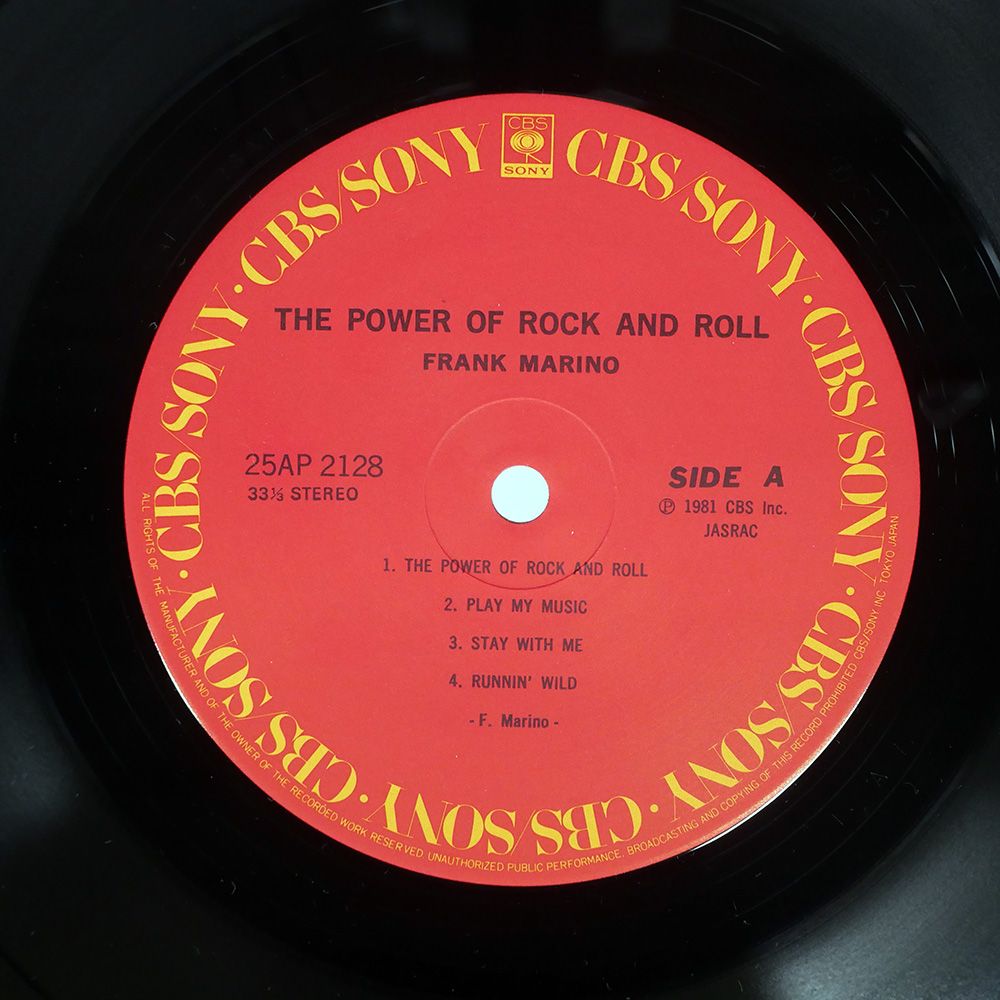 CBS
SONY
CBS/SONY · CBS/SONY · CBS/SONY · CBS/SONY · CBS/SONY · CBS/SONY · CBS/SONY · CBS/SONY
THE POWER OF ROCK AND ROLL
FRANK MARINO
25AP 2128
33⅓ STEREO
SIDE A
Ⓟ 1981 CBS Inc.
JASRAC
1. THE POWER OF ROCK AND ROLL
2. PLAY MY MUSIC
3. STAY WITH ME
4. RUNNIN' WILD
- F. Marino -
ALL RIGHTS OF THE MANUFACTURER AND OF THE OWNER OF THE RECORDED WORK RESERVED. UNAUTHORIZED PUBLIC PERFORMANCE, BROADCASTING AND COPYING OF THIS RECORD PROHIBITED. CBS/SONY INC. TOKYO JAPAN